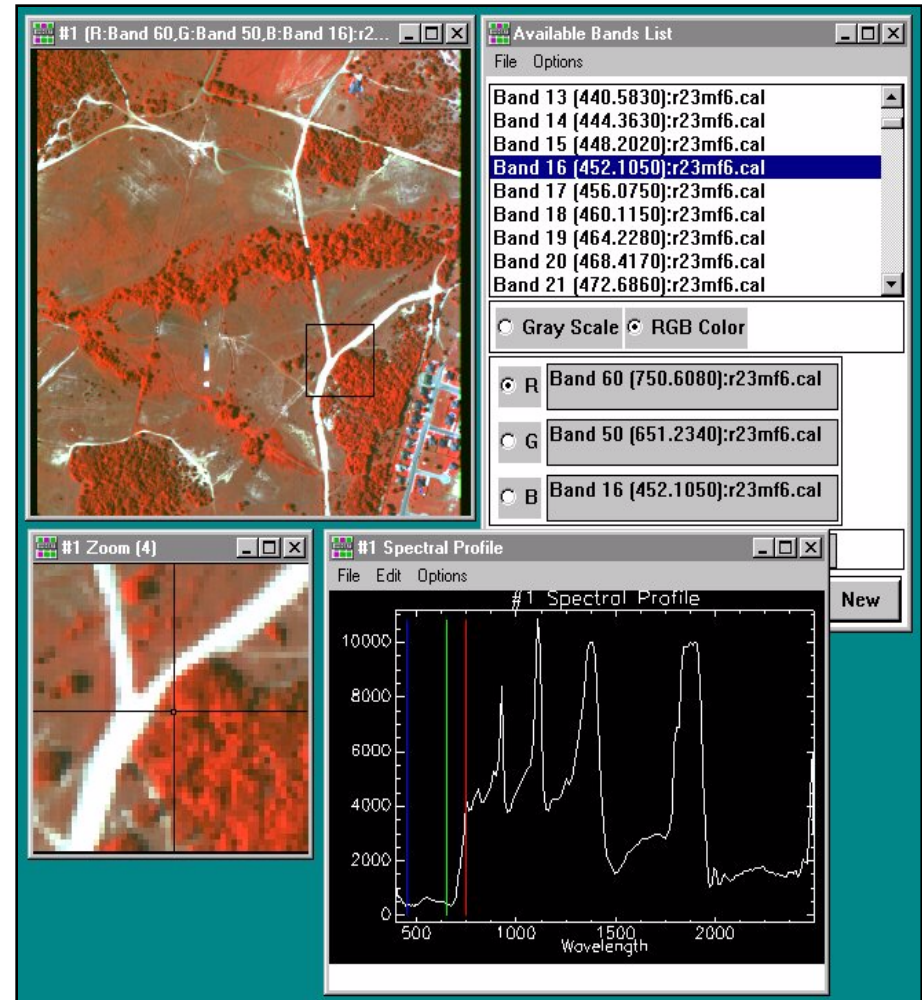 #1 (R:Band 60,G:Band 50,B:Band 16):r2...
Available Bands List
File Options
Band 13 (440.5830):r23mf6.cal
Band 14 (444.3630):r23mf6.cal
Band 15 (448.2020):r23mf6.cal
Band 16 (452.1050):r23mf6.cal
Band 17 (456.0750):r23mf6.cal
Band 18 (460.1150):r23mf6.cal
Band 19 (464.2280):r23mf6.cal
Band 20 (468.4170):r23mf6.cal
Band 21 (472.6860):r23mf6.cal
Gray Scale RGB Color
R Band 60 (750.6080):r23mf6.cal
G Band 50 (651.2340):r23mf6.cal
B Band 16 (452.1050):r23mf6.cal
New
#1 Zoom (4)
#1 Spectral Profile
File Edit Options
#1 Spectral Profile
10000
8000
6000
4000
2000
0
500 1000 1500 2000
Wavelength